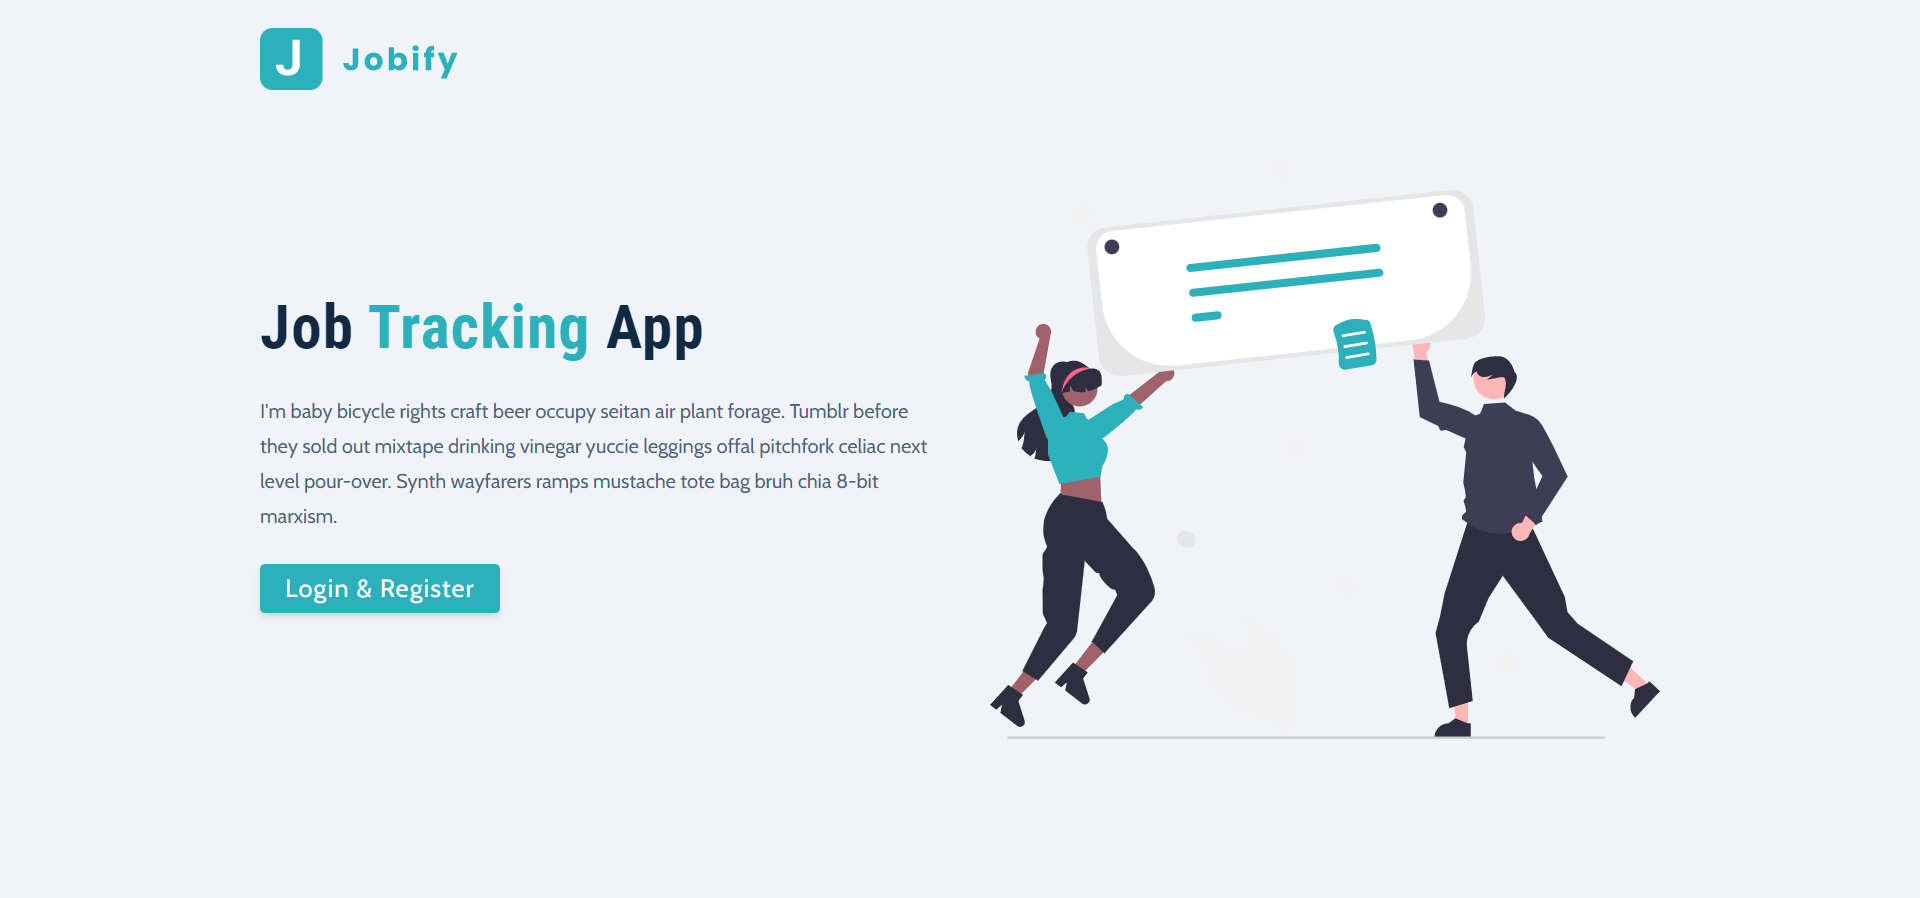 J Jobify
Job Tracking App
I'm baby bicycle rights craft beer occupy seitan air plant forage. Tumblr before
they sold out mixtape drinking vinegar yuccie leggings offal pitchfork celiac next
level pour-over. Synth wayfarers ramps mustache tote bag bruh chia 8-bit
marxism.
Login & Register